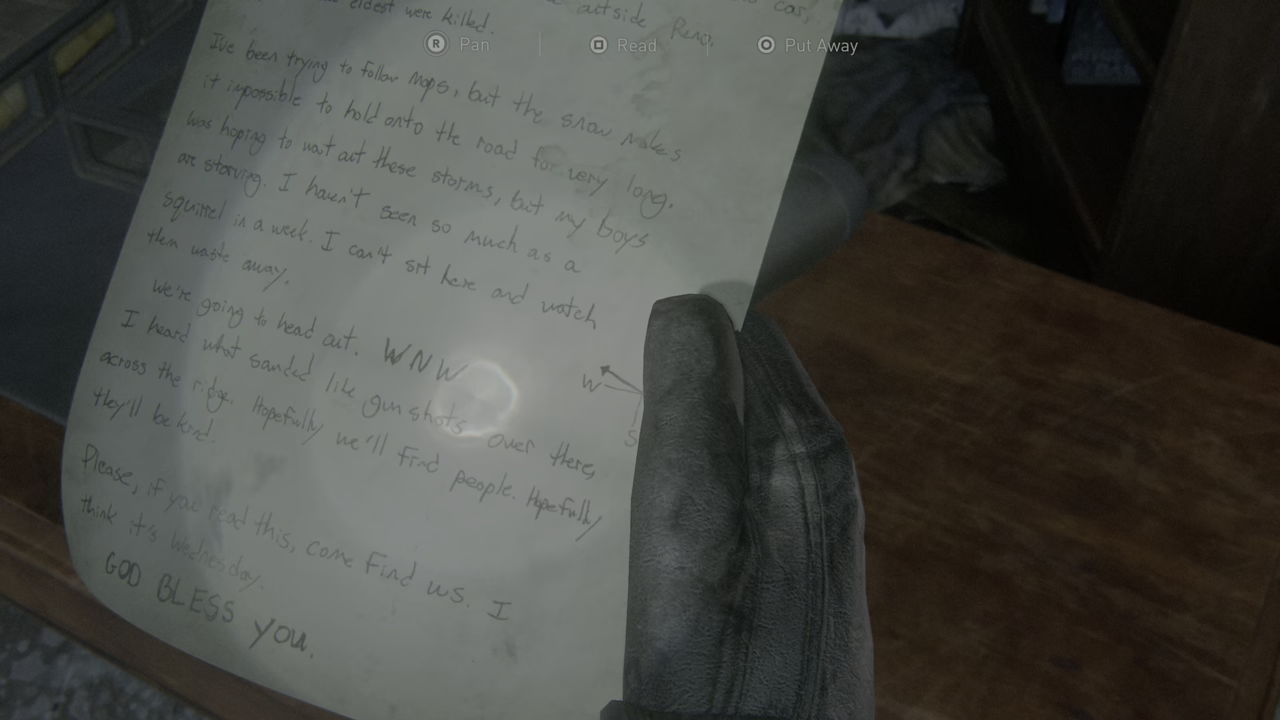 outside Reno,
eldest were killed.
R Pan Read Put Away
I've been trying to follow maps, but the snow makes
it impossible to hold onto the road for very long.
was hoping to wait out these storms, but my boys
are starving. I haven't seen so much as a
squirrel in a week. I can't sit here and watch
them waste away.
We're going to head out. WNW
W
S
I heard what sounded like gun shots over there,
across the ridge. Hopefully we'll find people. Hopefully
they'll be kind.
Please, if you read this, come find us. I
think it's Wednesday.
GOD BLESS YOU.